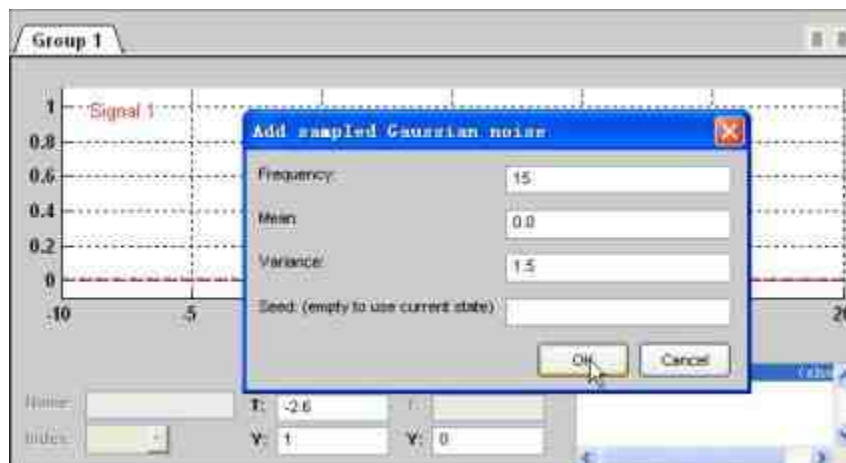 Group 1
1
Signal 1
0.8
0.6
0.4
0.2
0
-10
-5
Add sampled Gaussian noise
Frequency: 15
Mean: 0.0
Variance: 1.5
Seed: (empty to use current state)
OK
Cancel
Name:
T: -2.6
T:
Index:
Y: 1
Y: 0